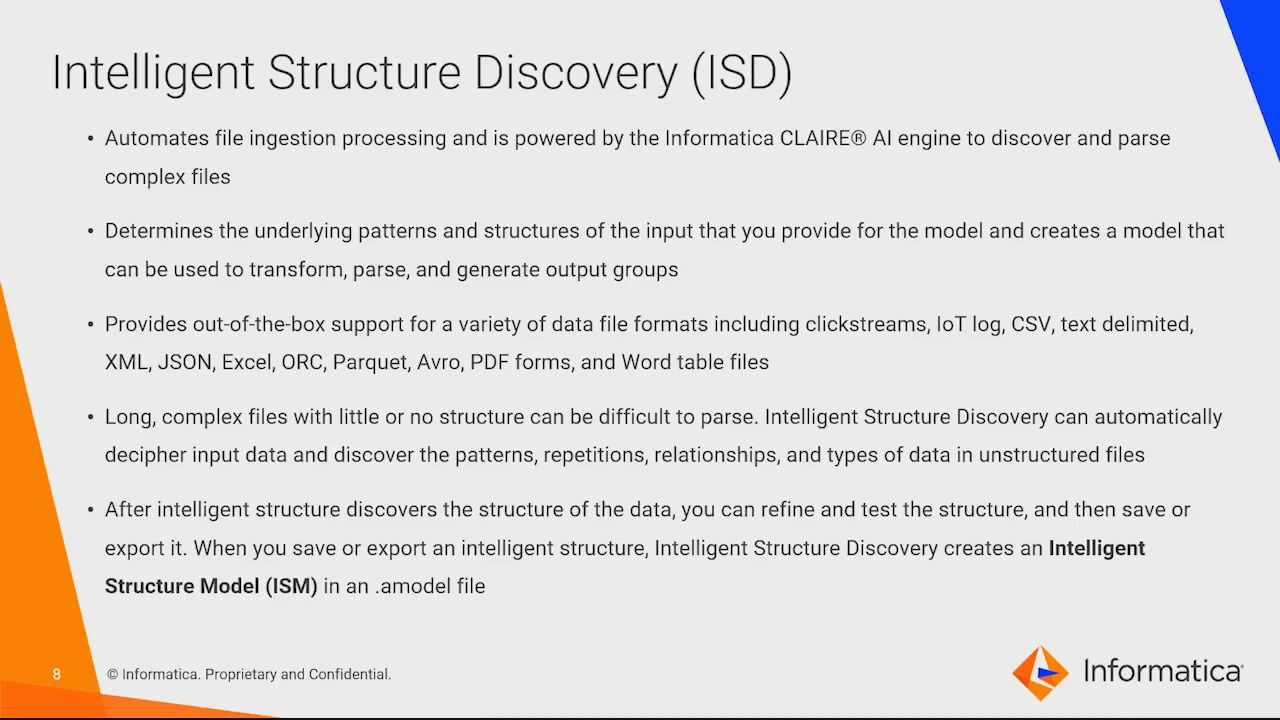 Intelligent Structure Discovery (ISD)
• Automates file ingestion processing and is powered by the Informatica CLAIRE® AI engine to discover and parse
complex files
• Determines the underlying patterns and structures of the input that you provide for the model and creates a model that
can be used to transform, parse, and generate output groups
• Provides out-of-the-box support for a variety of data file formats including clickstreams, IoT log, CSV, text delimited,
XML, JSON, Excel, ORC, Parquet, Avro, PDF forms, and Word table files
• Long, complex files with little or no structure can be difficult to parse. Intelligent Structure Discovery can automatically
decipher input data and discover the patterns, repetitions, relationships, and types of data in unstructured files
• After intelligent structure discovers the structure of the data, you can refine and test the structure, and then save or
export it. When you save or export an intelligent structure, Intelligent Structure Discovery creates an Intelligent
Structure Model (ISM) in an .amodel file
8 © Informatica. Proprietary and Confidential.
Informatica